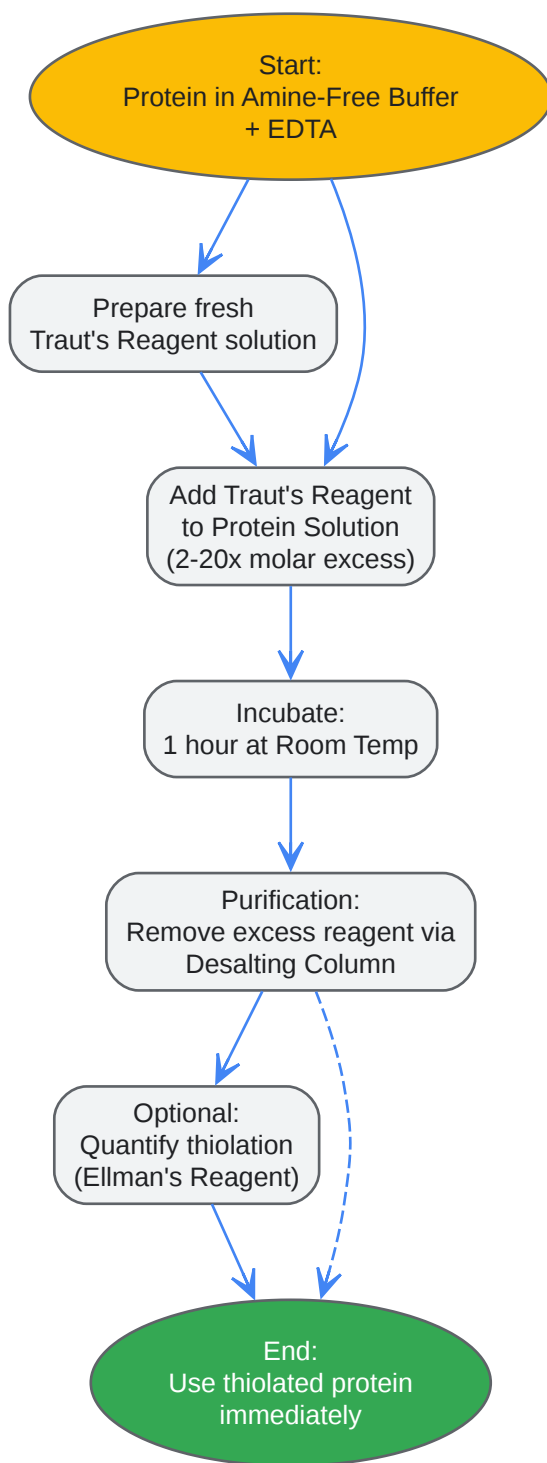 Start:
Protein in Amine-Free Buffer
+ EDTA
Prepare fresh
Traut's Reagent solution
Add Traut's Reagent
to Protein Solution
(2-20x molar excess)
Incubate:
1 hour at Room Temp
Purification:
Remove excess reagent via
Desalting Column
Optional:
Quantify thiolation
(Ellman's Reagent)
End:
Use thiolated protein
immediately